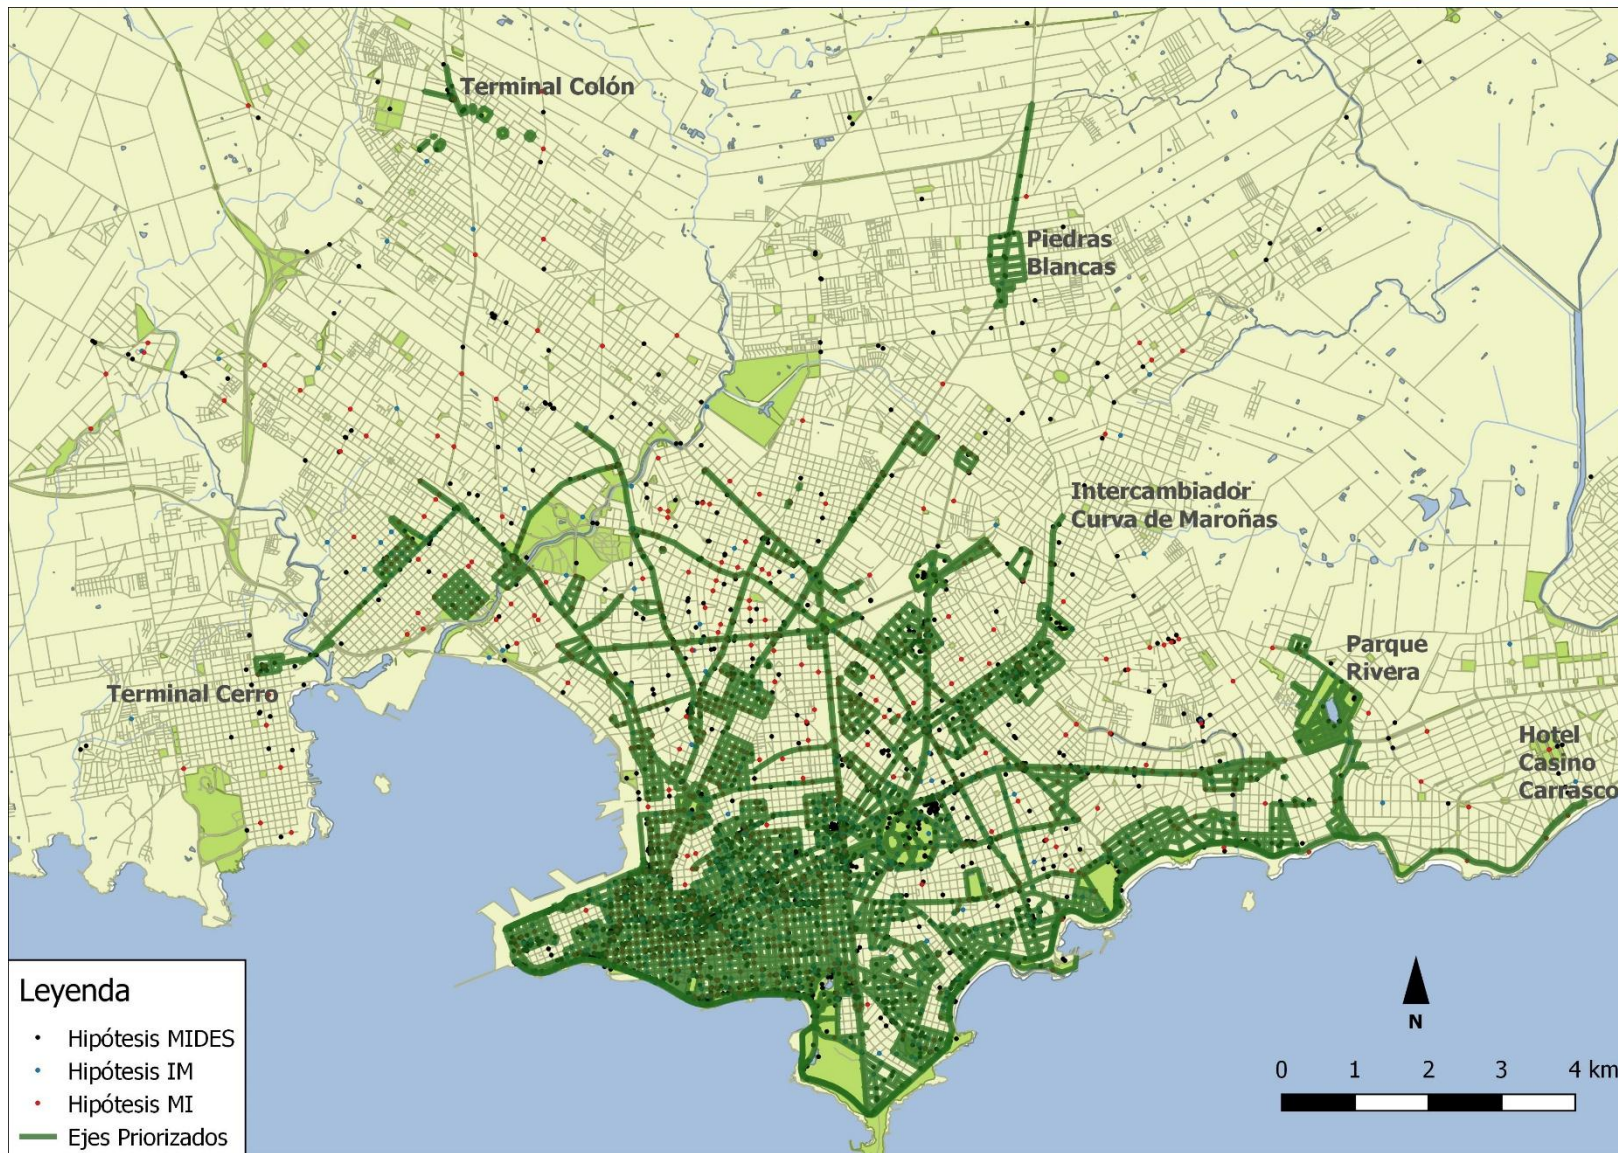 Terminal Colón
Piedras
Blancas
Intercambiador
Curva de Maroñas
Parque
Rivera
Terminal Cerro
Hotel
Casino
Carrasco
Leyenda
Hipótesis MIDES
Hipótesis IM
Hipótesis MI
Ejes Priorizados
N
0 1 2 3 4 km